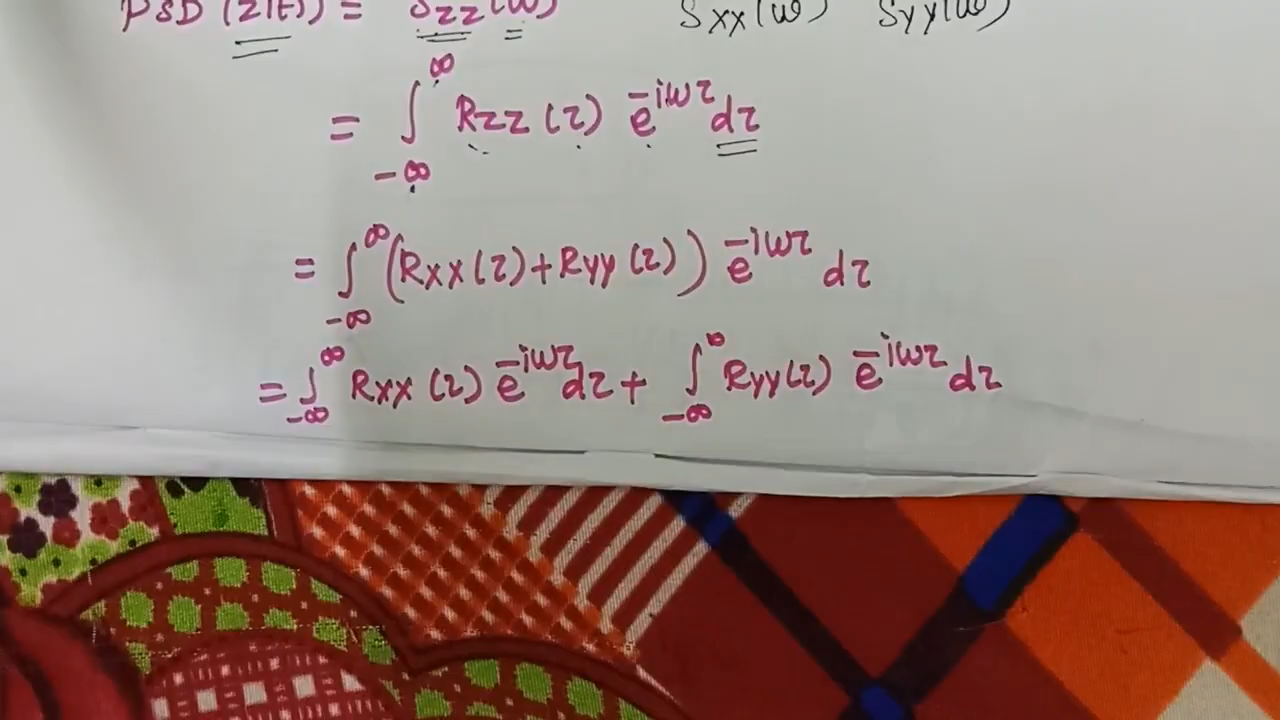 PSD (Z(t)) = SZZ (ω) SXX (ω) SYY (ω)
= ∫_{-∞}^{∞} RZZ (τ) e^{-iωτ} dτ
= ∫_{-∞}^{∞} (RXX (τ) + RYY (τ)) e^{-iωτ} dτ
= ∫_{-∞}^{∞} RXX (τ) e^{-iωτ} dτ + ∫_{-∞}^{∞} RYY (τ) e^{-iωτ} dτ